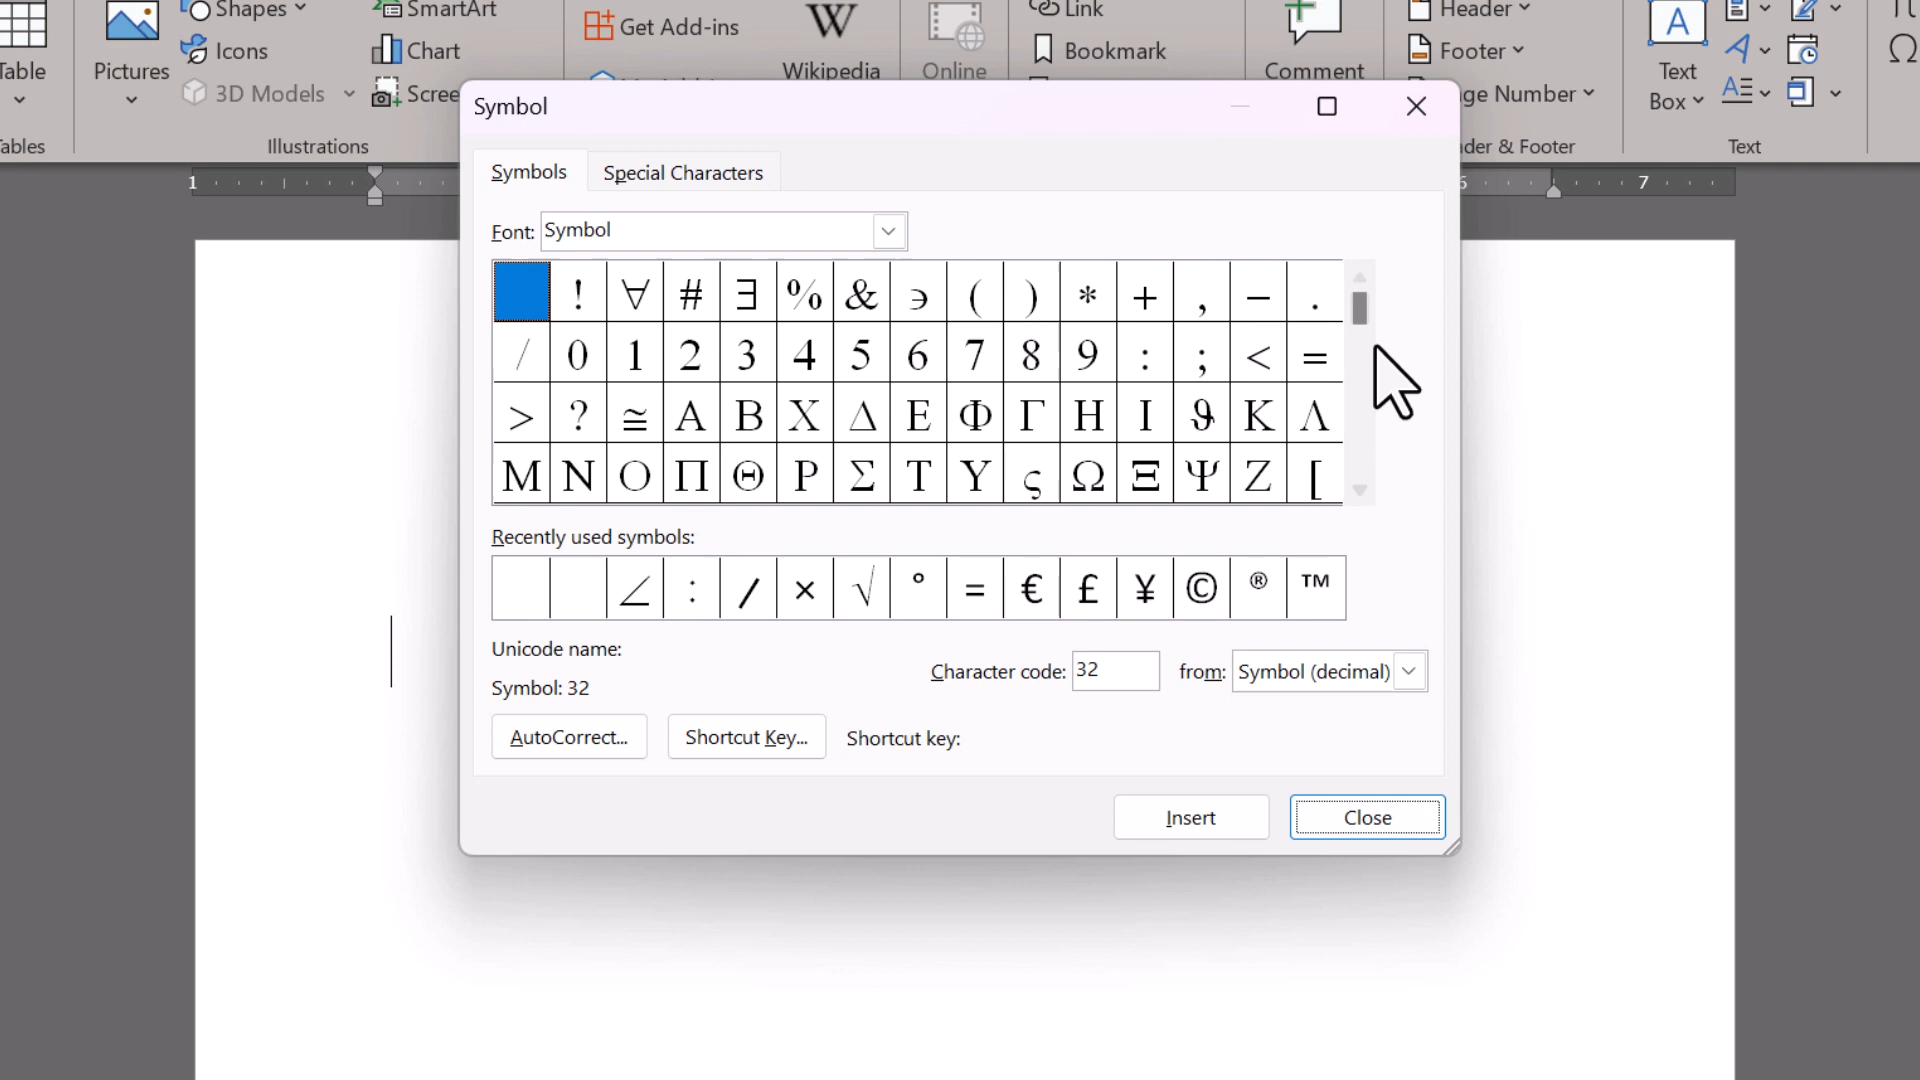 Shapes
SmartArt
Link
Header
Get Add-ins
W
A
Ω
Icons
Chart
Bookmark
Footer
Table
Pictures
Wikipedia
Online
Comment
Text
Box
3D Models
Scree
ge Number
ables
Illustrations
der & Footer
Text
Symbol
1
6
7
Symbols
Special Characters
Font: Symbol
! ∀ # ∃ % & ∍ ( ) * + , − .
/ 0 1 2 3 4 5 6 7 8 9 : ; < =
> ? ≅ Α Β Χ Δ Ε Φ Γ Η Ι ϑ Κ Λ
Μ Ν Ο Π Θ Ρ Σ Τ Υ ς Ω Ξ Ψ Ζ [
Recently used symbols:
∠ : / × √ ° = € £ ¥ © ® ™
Unicode name:
Symbol: 32
Character code: 32 from: Symbol (decimal)
AutoCorrect...
Shortcut Key...
Shortcut key:
Insert
Close